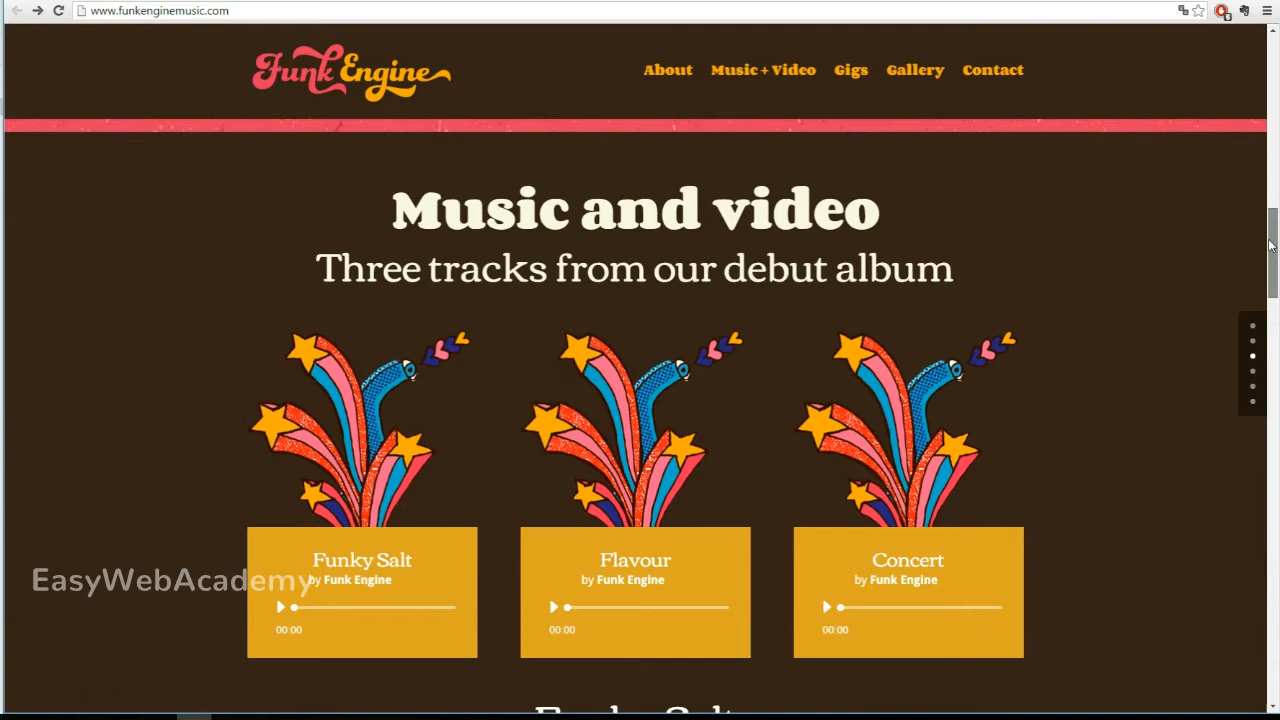 www.funkenginemusic.com
Funk Engine
About Music + Video Gigs Gallery Contact
Music and video
Three tracks from our debut album
Funky Salt
by Funk Engine
00:00
Flavour
by Funk Engine
00:00
Concert
by Funk Engine
00:00
EasyWebAcademy
Funky Salt